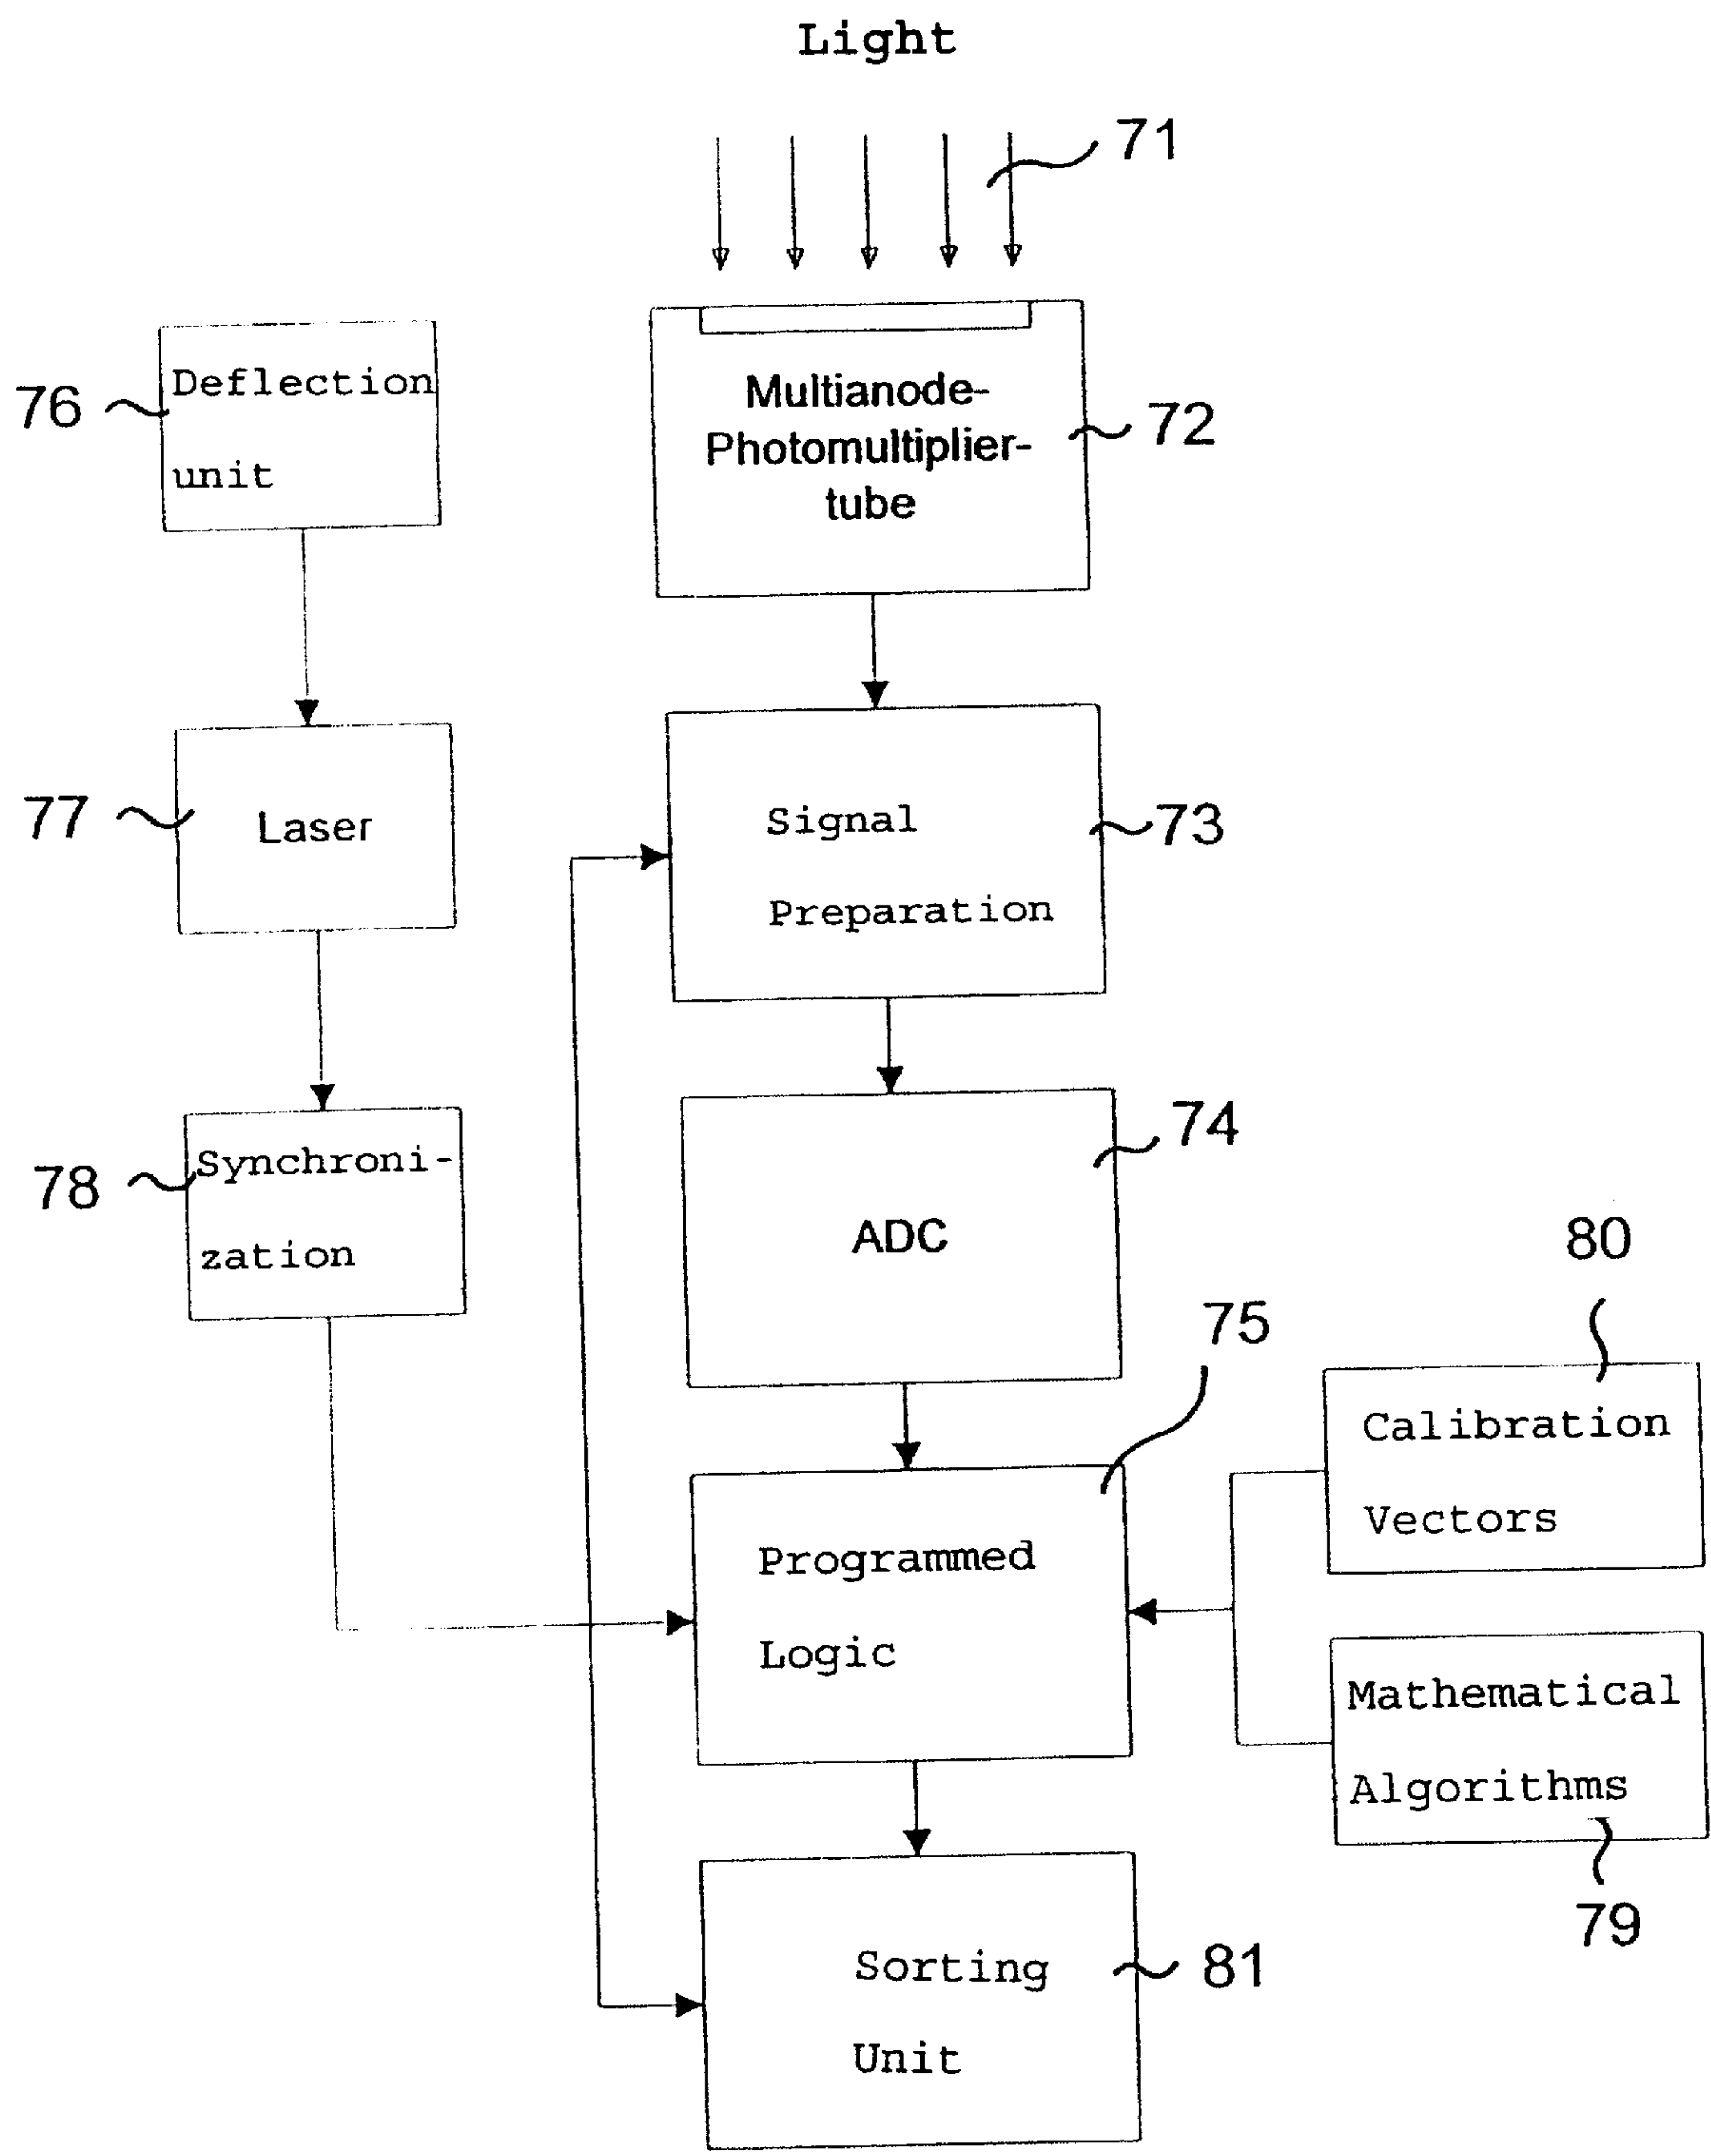 Light
71
Deflection
unit
76
Multianode-
Photomultiplier-
tube
72
77
Laser
Signal
Preparation
73
78
Synchroni-
zation
74
ADC
75
80
Calibration
Vectors
Programmed
Logic
Mathematical
Algorithms
79
Sorting
Unit
81